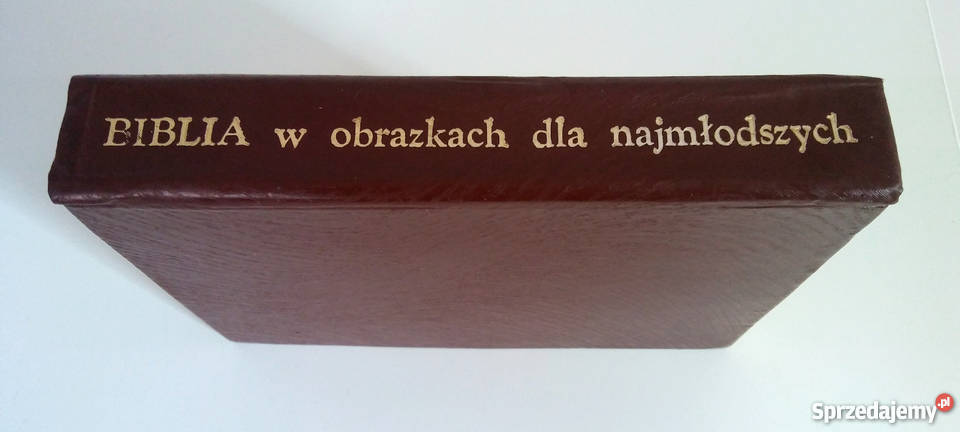 BIBLIA w obrazkach dla najmłodszych
Sprzedajemy.pl